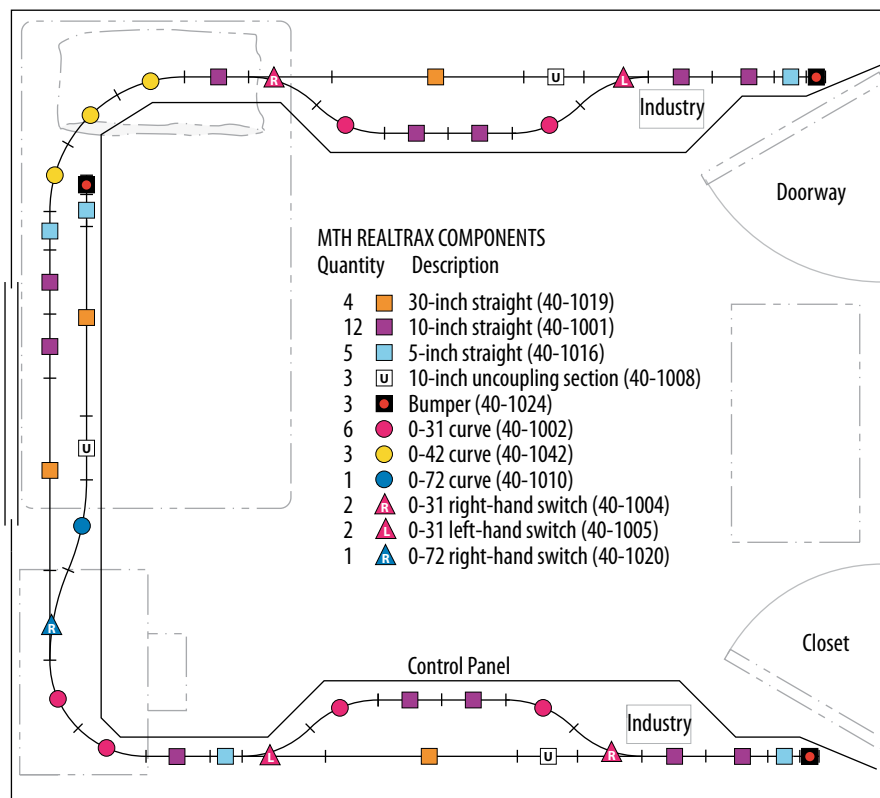 R
L
U
Industry
Doorway
MTH REALTRAX COMPONENTS
Quantity Description
4 30-inch straight (40-1019)
12 10-inch straight (40-1001)
5 5-inch straight (40-1016)
3 U 10-inch uncoupling section (40-1008)
3 Bumper (40-1024)
6 0-31 curve (40-1002)
3 0-42 curve (40-1042)
1 0-72 curve (40-1010)
2 R 0-31 right-hand switch (40-1004)
2 L 0-31 left-hand switch (40-1005)
1 R 0-72 right-hand switch (40-1020)
U
R
Closet
Control Panel
Industry
L
U
R